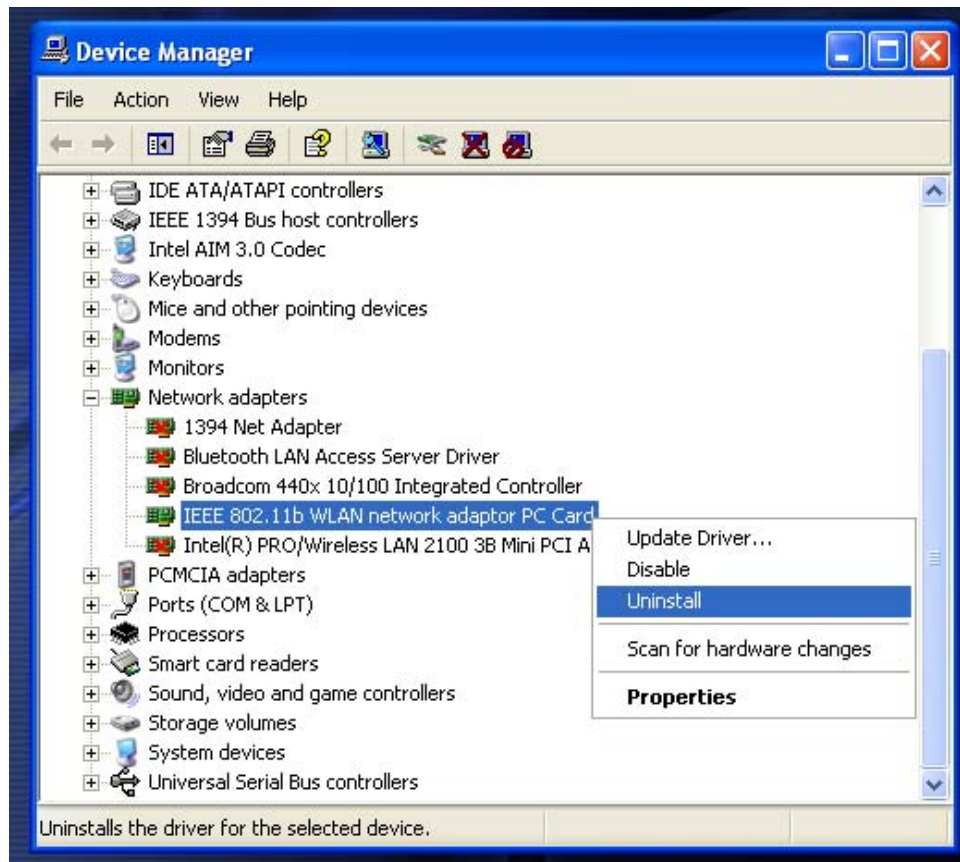 Device Manager
File Action View Help
IDE ATA/ATAPI controllers
IEEE 1394 Bus host controllers
Intel AIM 3.0 Codec
Keyboards
Mice and other pointing devices
Modems
Monitors
Network adapters
1394 Net Adapter
Bluetooth LAN Access Server Driver
Broadcom 440x 10/100 Integrated Controller
IEEE 802.11b WLAN network adaptor PC Card
Intel(R) PRO/Wireless LAN 2100 3B Mini PCI A
PCMCIA adapters
Ports (COM & LPT)
Processors
Smart card readers
Sound, video and game controllers
Storage volumes
System devices
Universal Serial Bus controllers
Update Driver...
Disable
Uninstall
Scan for hardware changes
Properties
Uninstalls the driver for the selected device.